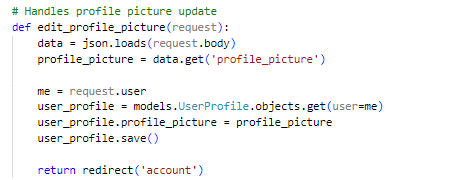 # Handles profile picture update
def edit_profile_picture(request):
    data = json.loads(request.body)
    profile_picture = data.get('profile_picture')

    me = request.user
    user_profile = models.UserProfile.objects.get(user=me)
    user_profile.profile_picture = profile_picture
    user_profile.save()

    return redirect('account')